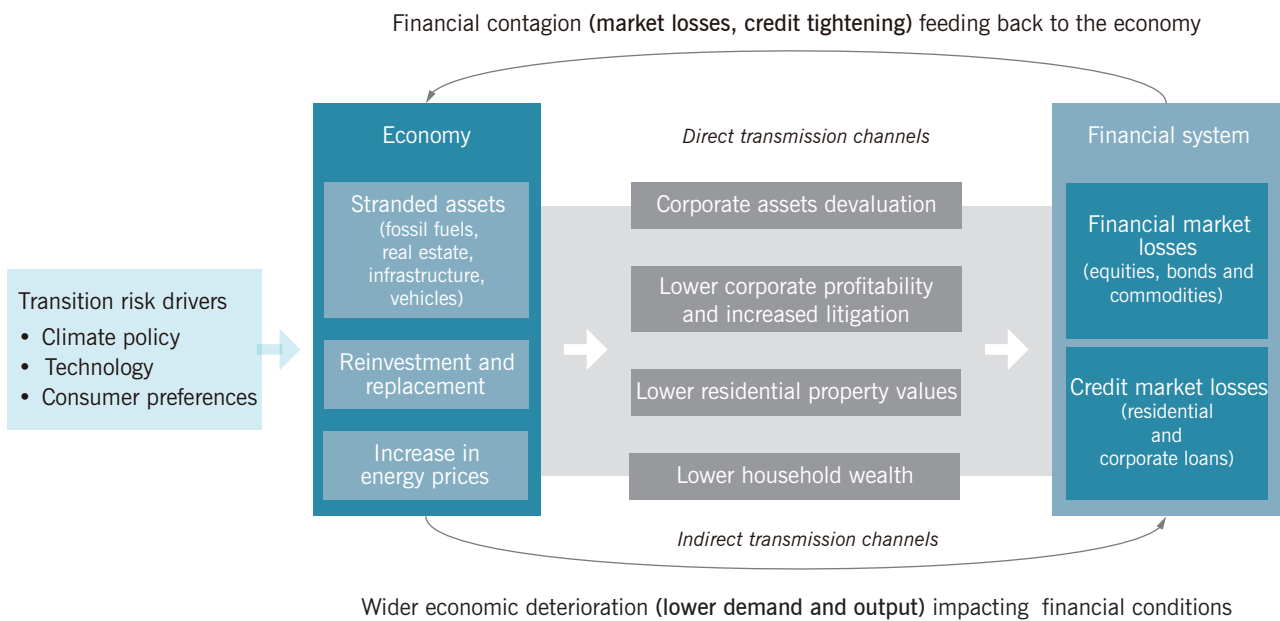 Financial contagion (market losses, credit tightening) feeding back to the economy
Economy
Direct transmission channels
Financial system
Stranded assets
(fossil fuels,
real estate,
infrastructure,
vehicles)
Corporate assets devaluation
Financial market
losses
(equities, bonds and
commodities)
Transition risk drivers
• Climate policy
• Technology
• Consumer preferences
Lower corporate profitability
and increased litigation
Reinvestment and
replacement
Lower residential property values
Credit market losses
(residential
and
corporate loans)
Increase in
energy prices
Lower household wealth
Indirect transmission channels
Wider economic deterioration (lower demand and output) impacting financial conditions